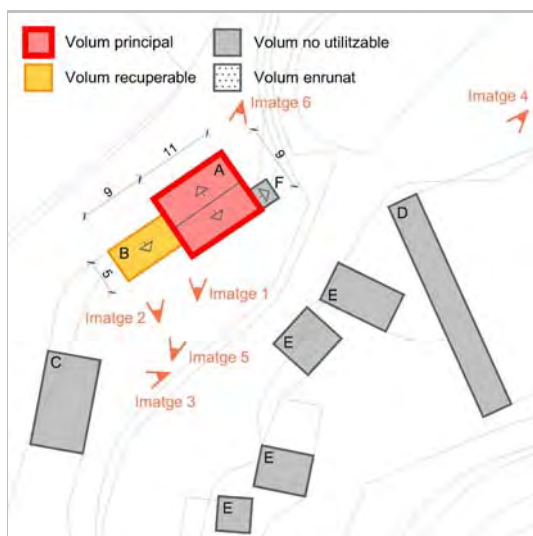 Volum principal
Volum no utilitzable
Volum recuperable
Volum enrunat
Imatge 6
Imatge 4
11
9
9
A
F
D
B
5
E
Imatge 1
Imatge 2
E
C
Imatge 5
Imatge 3
E
E